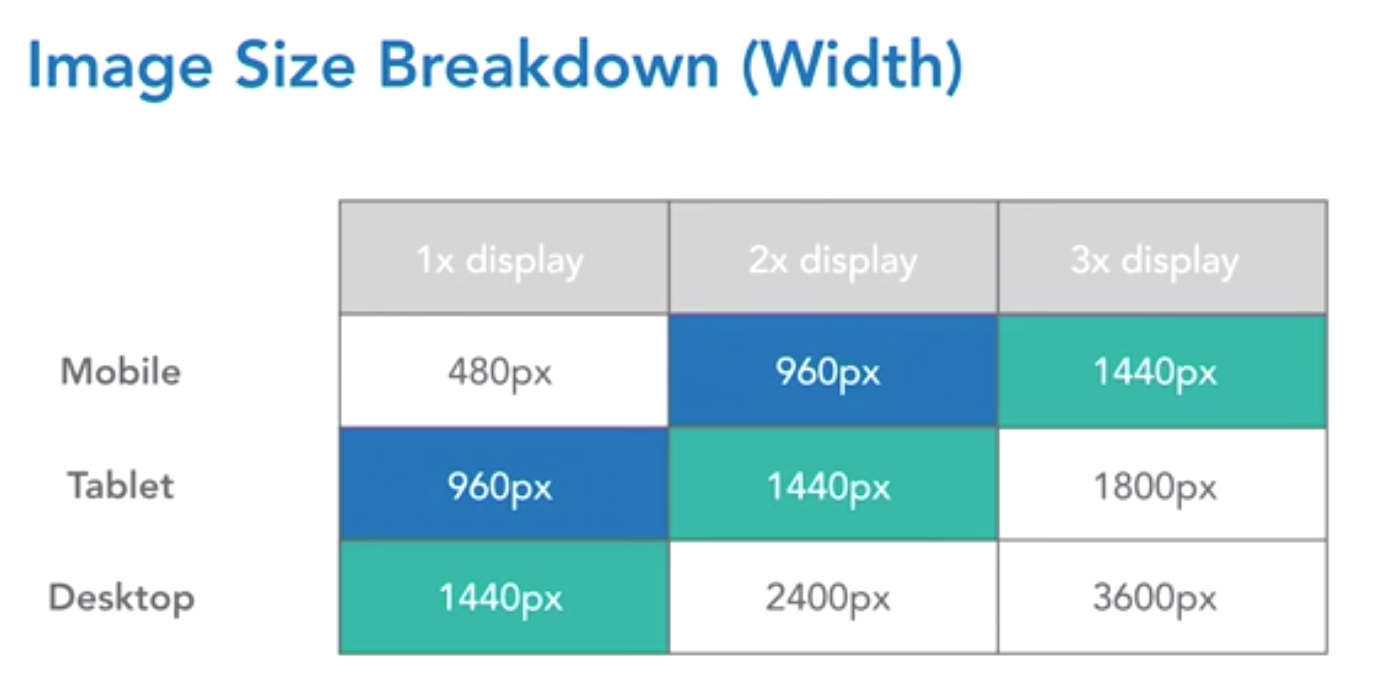 Image Size Breakdown (Width)
1x display 2x display 3x display
Mobile 480px 960px 1440px
Tablet 960px 1440px 1800px
Desktop 1440px 2400px 3600px